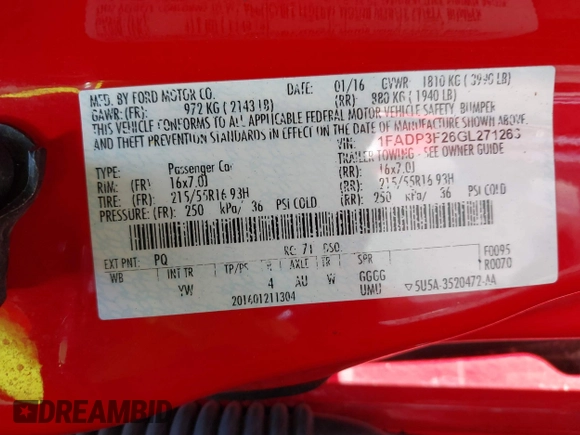 MFD. BY FORD MOTOR CO.
DATE: 01/16 GVWR: 1810 KG (3990 LB)
GAWR: (FR): 972 KG (2143 LB) (RR): 880 KG (1940 LB)
THIS VEHICLE CONFORMS TO ALL APPLICABLE FEDERAL MOTOR VEHICLE SAFETY, BUMPER
AND THEFT PREVENTION STANDARDS IN EFFECT ON THE DATE OF MANUFACTURE SHOWN ABOVE
VIN: 1FADP3F26GL271263
TRAILER TOWING - SEE OWNER GUIDE
TYPE: Passenger Car
RIM: (FR) 16x7.0J (RR): 16x7.0J
TIRE: (FR) 215/55R16 93H (RR): 215/55R16 93H
PRESSURE: (FR): 250 kPa/ 36 PSI COLD (RR): 250 kPa/ 36 PSI COLD
EXT PNT: PQ RC: 71 DSO: F0095
WB INT TR TP/PS R AXLE TR SPR R0070
YW 4 AU W GGGG
201601211304 UMU 5U5A-3520472-AA
DREAMBID